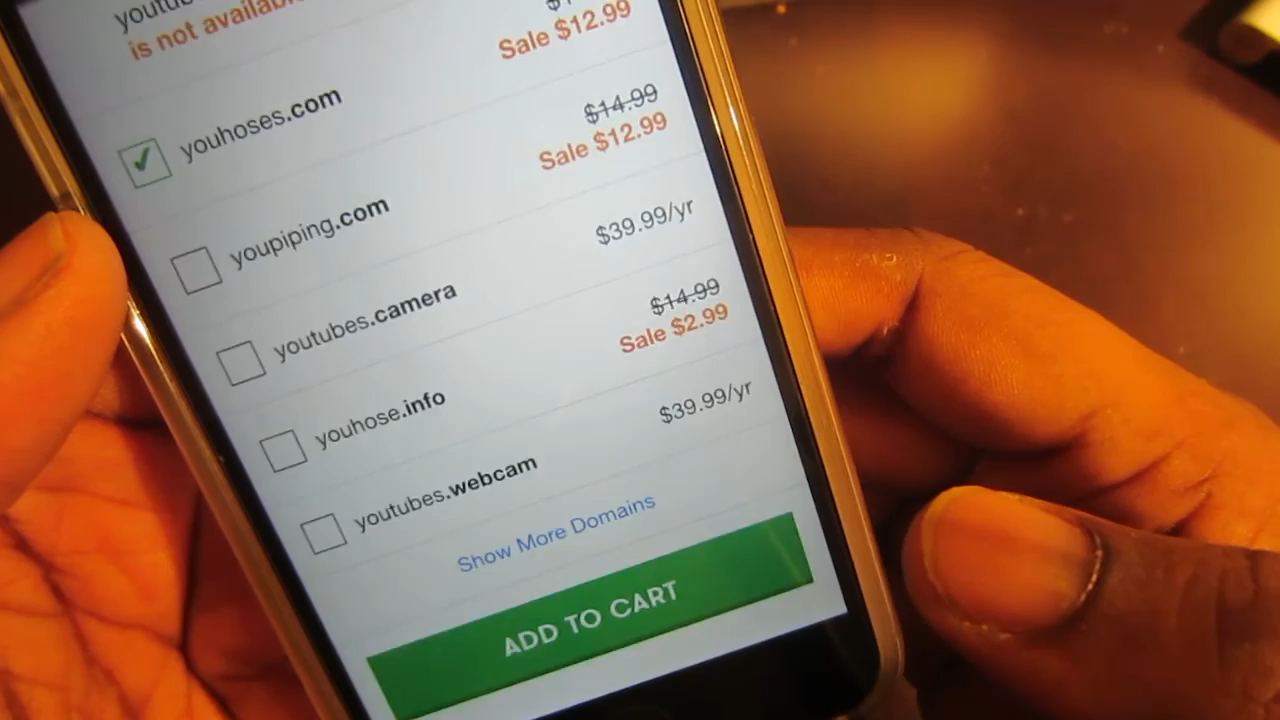 is not
youhoses.com
Sale $12.99
youpiping.com
$14.99
Sale $12.99
youtubes.camera
$39.99/yr
youhose.info
$14.99
Sale $2.99
youtubes.webcam
$39.99/yr
Show More Domains
ADD TO CART